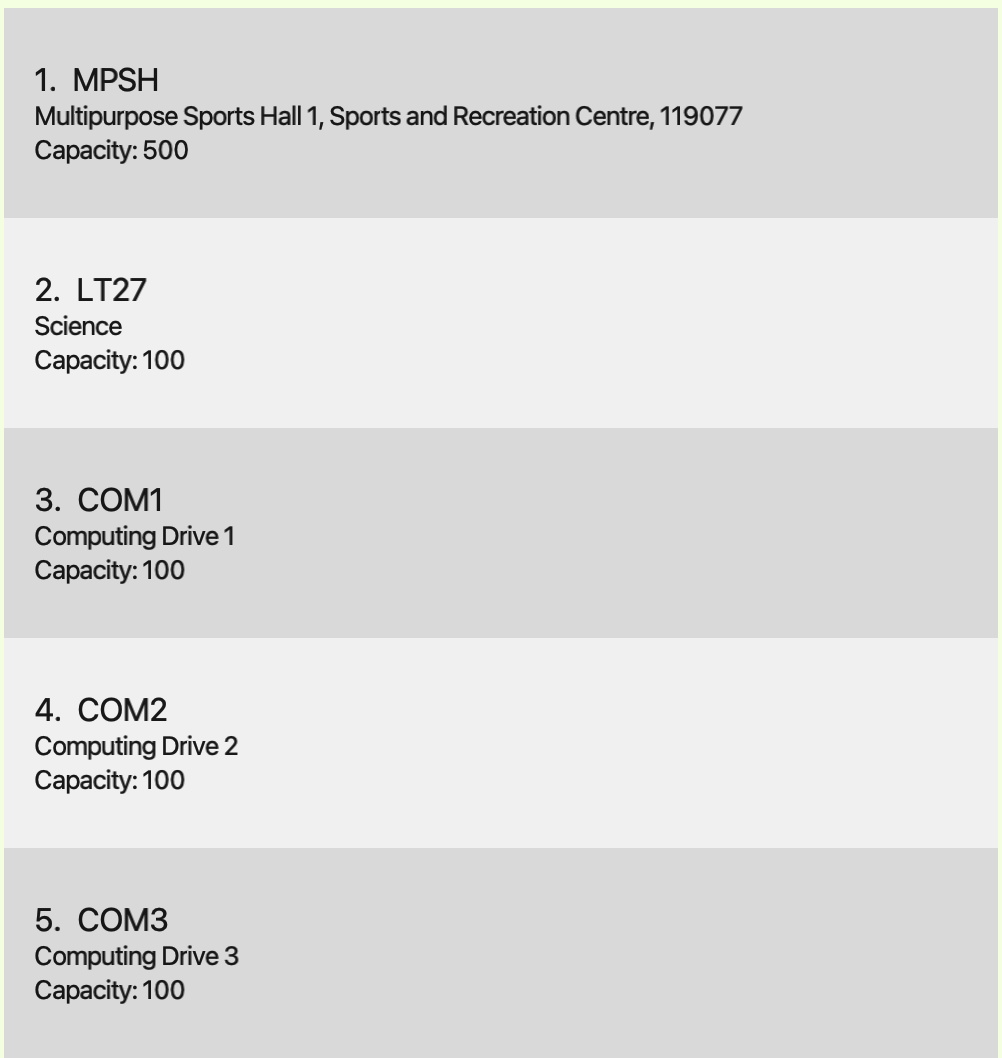 1. MPSH
Multipurpose Sports Hall 1, Sports and Recreation Centre, 119077
Capacity: 500
2. LT27
Science
Capacity: 100
3. COM1
Computing Drive 1
Capacity: 100
4. COM2
Computing Drive 2
Capacity: 100
5. COM3
Computing Drive 3
Capacity: 100